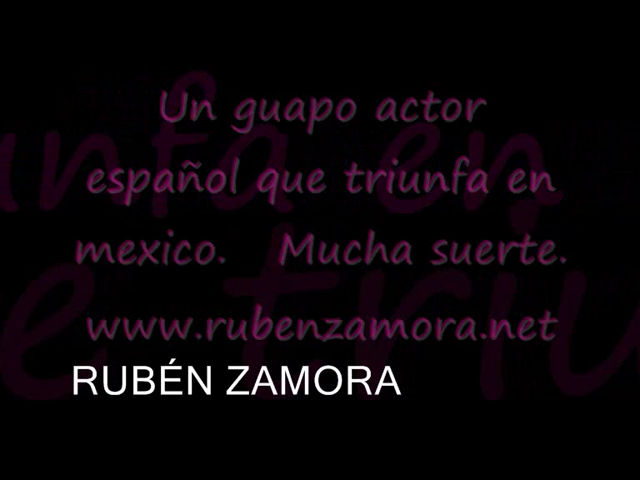 Un guapo actor
español que triunfa en
mexico. Mucha suerte.
www.rubenzamora.net
RUBÉN ZAMORA